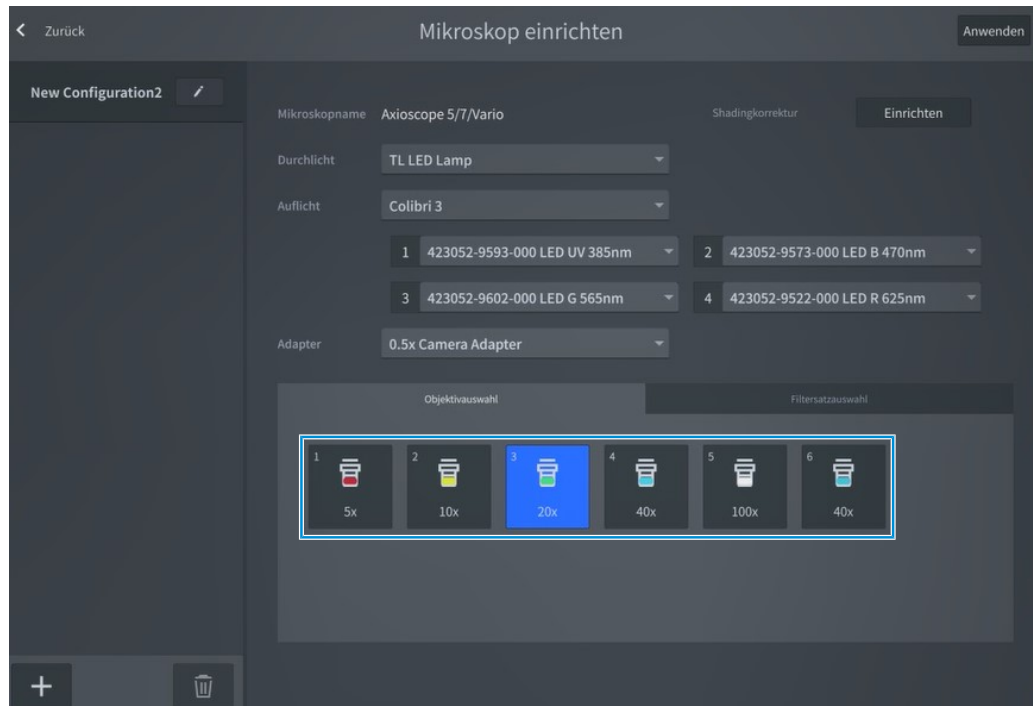 Zurück
Mikroskop einrichten
Anwenden
New Configuration2
Mikroskopname Axioscope 5/7/Vario
Shadingkorrektur Einrichten
Durchlicht TL LED Lamp
Auflicht Colibri 3
1 423052-9593-000 LED UV 385nm
2 423052-9573-000 LED B 470nm
3 423052-9602-000 LED G 565nm
4 423052-9522-000 LED R 625nm
Adapter 0.5x Camera Adapter
Objektivauswahl
Filtersatzauswahl
1 2 3 4 5 6
5x 10x 20x 40x 100x 40x